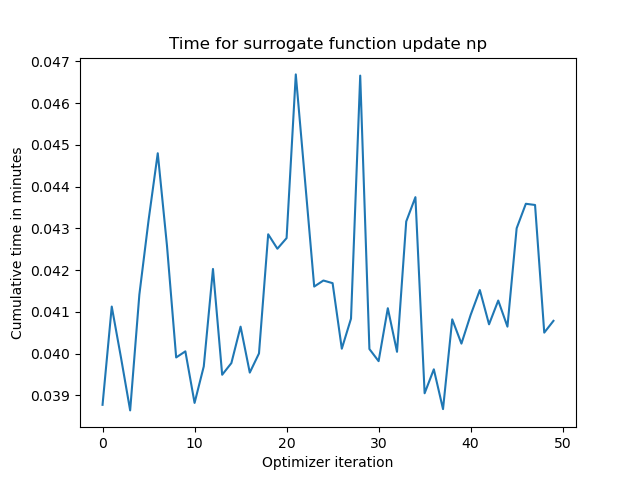 Time for surrogate function update np
Cumulative time in minutes
0.047
0.046
0.045
0.044
0.043
0.042
0.041
0.040
0.039
0 10 20 30 40 50
Optimizer iteration